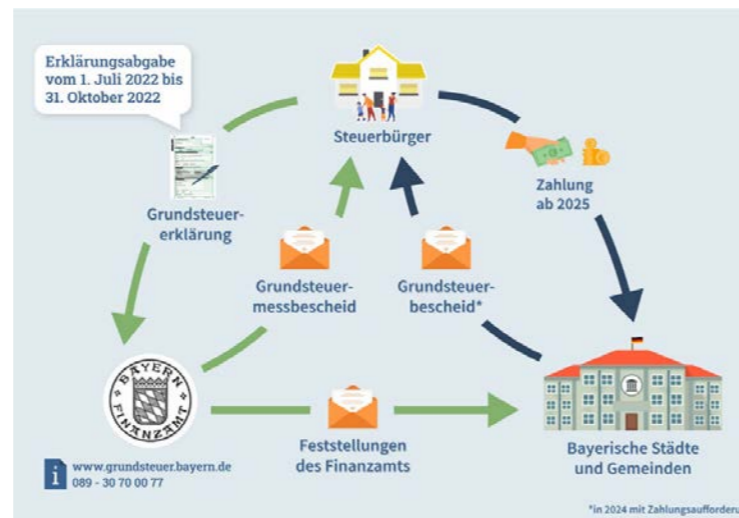 Erklärungsabgabe
vom 1. Juli 2022 bis
31. Oktober 2022
Steuerbürger
Grundsteuer-
erklärung
Zahlung
ab 2025
Grundsteuer-
messbescheid
Grundsteuer-
bescheid*
BAYERN
FINANZAMT
Feststellungen
des Finanzamts
Bayerische Städte
und Gemeinden
i
www.grundsteuer.bayern.de
089 - 30 70 00 77
*in 2024 mit Zahlungsaufforderu